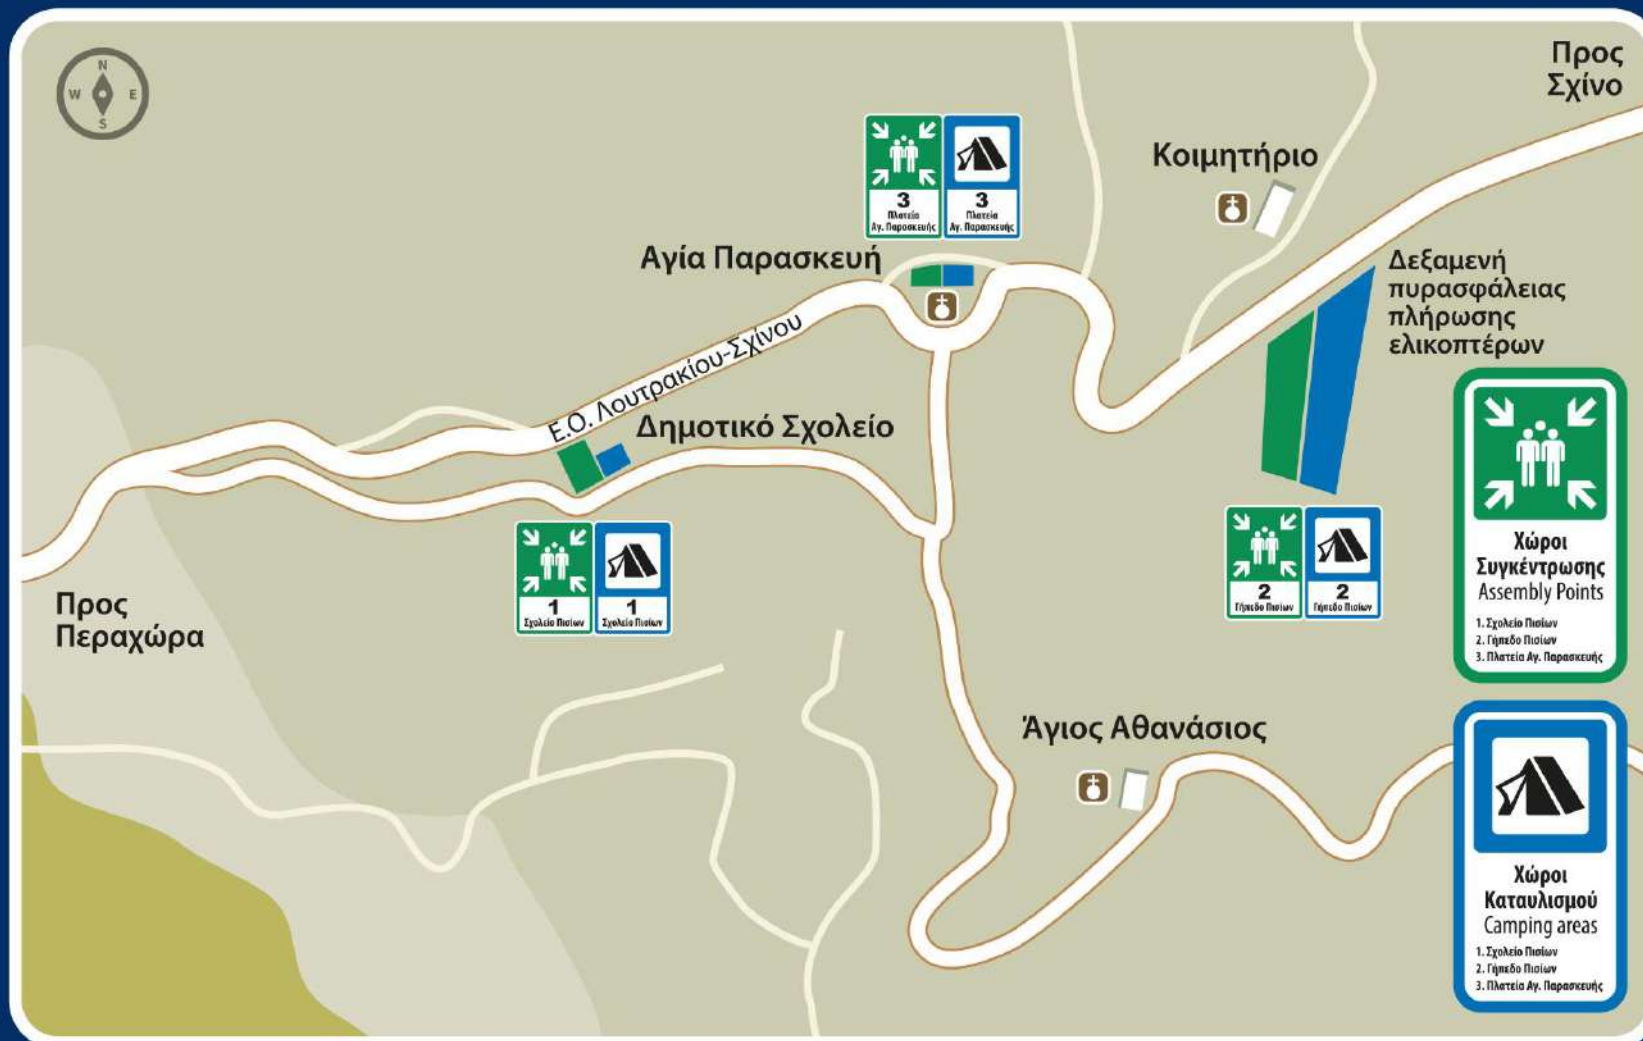 N
W
E
S
Προς
Σχίνο
Κοιμητήριο
3
Πλατεία
Αγ. Παρασκευής
3
Πλατεία
Αγ. Παρασκευής
Αγία Παρασκευή
Δεξαμενή
πυρασφάλειας
πλήρωσης
ελικοπτέρων
Ε.Ο. Λουτρακίου-Σχίνου
Δημοτικό Σχολείο
1
Σχολείο Πισίων
1
Σχολείο Πισίων
2
Γήπεδο Πισίων
2
Γήπεδο Πισίων
Προς
Περαχώρα
Άγιος Αθανάσιος
Χώροι
Συγκέντρωσης
Assembly Points
1. Σχολείο Πισίων
2. Γήπεδο Πισίων
3. Πλατεία Αγ. Παρασκευής
Χώροι
Καταυλισμού
Camping areas
1. Σχολείο Πισίων
2. Γήπεδο Πισίων
3. Πλατεία Αγ. Παρασκευής